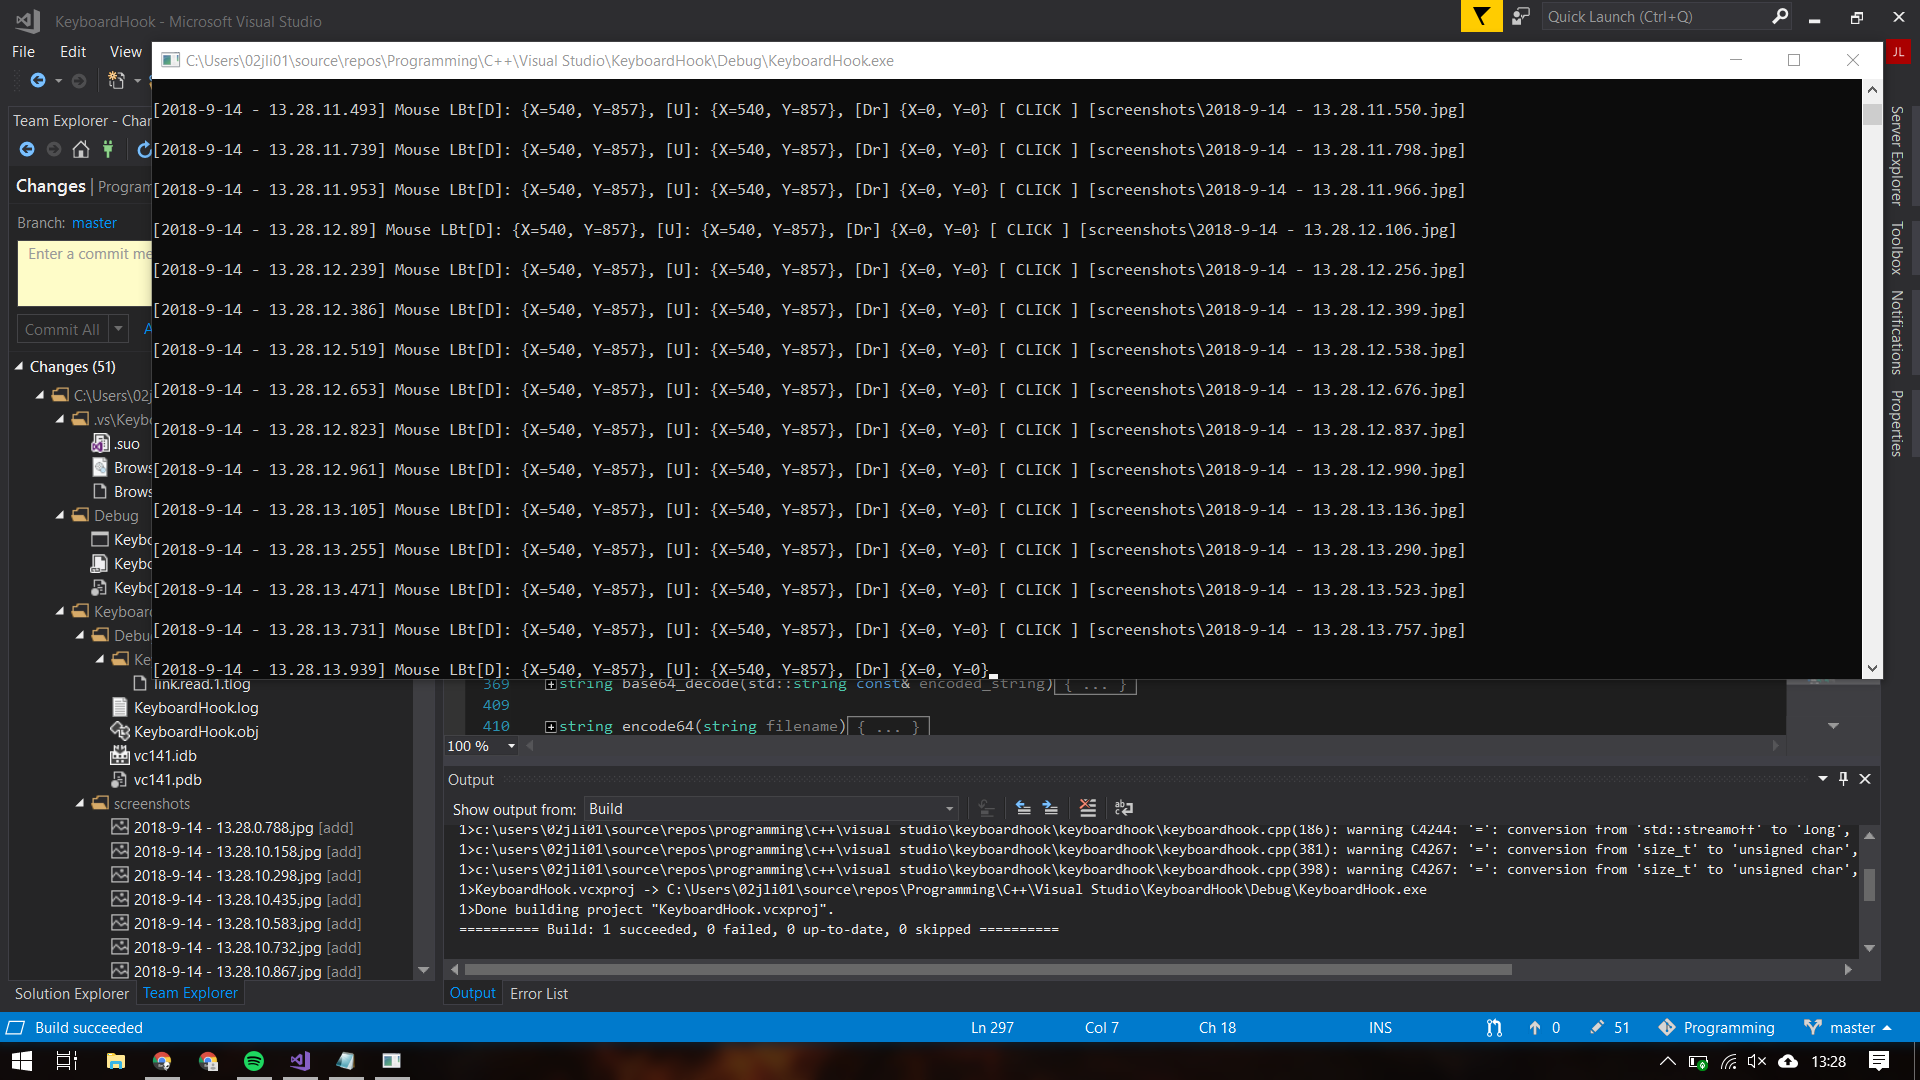 KeyboardHook - Microsoft Visual Studio
Quick Launch (Ctrl+Q)
File Edit View
JL
C:\Users\02jli01\source\repos\Programming\C++\Visual Studio\KeyboardHook\Debug\KeyboardHook.exe
[2018-9-14 - 13.28.11.493] Mouse LBt[D]: {X=540, Y=857}, [U]: {X=540, Y=857}, [Dr] {X=0, Y=0} [ CLICK ] [screenshots\2018-9-14 - 13.28.11.550.jpg]
[2018-9-14 - 13.28.11.739] Mouse LBt[D]: {X=540, Y=857}, [U]: {X=540, Y=857}, [Dr] {X=0, Y=0} [ CLICK ] [screenshots\2018-9-14 - 13.28.11.798.jpg]
[2018-9-14 - 13.28.11.953] Mouse LBt[D]: {X=540, Y=857}, [U]: {X=540, Y=857}, [Dr] {X=0, Y=0} [ CLICK ] [screenshots\2018-9-14 - 13.28.11.966.jpg]
[2018-9-14 - 13.28.12.89] Mouse LBt[D]: {X=540, Y=857}, [U]: {X=540, Y=857}, [Dr] {X=0, Y=0} [ CLICK ] [screenshots\2018-9-14 - 13.28.12.106.jpg]
[2018-9-14 - 13.28.12.239] Mouse LBt[D]: {X=540, Y=857}, [U]: {X=540, Y=857}, [Dr] {X=0, Y=0} [ CLICK ] [screenshots\2018-9-14 - 13.28.12.256.jpg]
[2018-9-14 - 13.28.12.386] Mouse LBt[D]: {X=540, Y=857}, [U]: {X=540, Y=857}, [Dr] {X=0, Y=0} [ CLICK ] [screenshots\2018-9-14 - 13.28.12.399.jpg]
[2018-9-14 - 13.28.12.519] Mouse LBt[D]: {X=540, Y=857}, [U]: {X=540, Y=857}, [Dr] {X=0, Y=0} [ CLICK ] [screenshots\2018-9-14 - 13.28.12.538.jpg]
[2018-9-14 - 13.28.12.653] Mouse LBt[D]: {X=540, Y=857}, [U]: {X=540, Y=857}, [Dr] {X=0, Y=0} [ CLICK ] [screenshots\2018-9-14 - 13.28.12.676.jpg]
[2018-9-14 - 13.28.12.823] Mouse LBt[D]: {X=540, Y=857}, [U]: {X=540, Y=857}, [Dr] {X=0, Y=0} [ CLICK ] [screenshots\2018-9-14 - 13.28.12.837.jpg]
[2018-9-14 - 13.28.12.961] Mouse LBt[D]: {X=540, Y=857}, [U]: {X=540, Y=857}, [Dr] {X=0, Y=0} [ CLICK ] [screenshots\2018-9-14 - 13.28.12.990.jpg]
[2018-9-14 - 13.28.13.105] Mouse LBt[D]: {X=540, Y=857}, [U]: {X=540, Y=857}, [Dr] {X=0, Y=0} [ CLICK ] [screenshots\2018-9-14 - 13.28.13.136.jpg]
[2018-9-14 - 13.28.13.255] Mouse LBt[D]: {X=540, Y=857}, [U]: {X=540, Y=857}, [Dr] {X=0, Y=0} [ CLICK ] [screenshots\2018-9-14 - 13.28.13.290.jpg]
[2018-9-14 - 13.28.13.471] Mouse LBt[D]: {X=540, Y=857}, [U]: {X=540, Y=857}, [Dr] {X=0, Y=0} [ CLICK ] [screenshots\2018-9-14 - 13.28.13.523.jpg]
[2018-9-14 - 13.28.13.731] Mouse LBt[D]: {X=540, Y=857}, [U]: {X=540, Y=857}, [Dr] {X=0, Y=0} [ CLICK ] [screenshots\2018-9-14 - 13.28.13.757.jpg]
[2018-9-14 - 13.28.13.939] Mouse LBt[D]: {X=540, Y=857}, [U]: {X=540, Y=857}, [Dr] {X=0, Y=0}
Team Explorer - Char
Changes | Program
Branch: master
Enter a commit me
Commit All
A
Changes (51)
C:\Users\02j
.vs\Keybo
.suo
Brows
Brows
Debug
Keybo
Keybo
Keybo
Keyboard
Debu
Ke
link.read.1.tlog
KeyboardHook.log
KeyboardHook.obj
vc141.idb
vc141.pdb
screenshots
2018-9-14 - 13.28.0.788.jpg [add]
2018-9-14 - 13.28.10.158.jpg [add]
2018-9-14 - 13.28.10.298.jpg [add]
2018-9-14 - 13.28.10.435.jpg [add]
2018-9-14 - 13.28.10.583.jpg [add]
2018-9-14 - 13.28.10.732.jpg [add]
2018-9-14 - 13.28.10.867.jpg [add]
Solution Explorer Team Explorer
369 string base64_decode(std::string const& encoded_string){ ... }
409
410 string encode64(string filename){ ... }
100 %
Output
Show output from: Build
1>c:\users\02jli01\source\repos\programming\c++\visual studio\keyboardhook\keyboardhook\keyboardhook.cpp(186): warning C4244: '=': conversion from 'std::streamoff' to 'long',
1>c:\users\02jli01\source\repos\programming\c++\visual studio\keyboardhook\keyboardhook\keyboardhook.cpp(381): warning C4267: '=': conversion from 'size_t' to 'unsigned char',
1>c:\users\02jli01\source\repos\programming\c++\visual studio\keyboardhook\keyboardhook\keyboardhook.cpp(398): warning C4267: '=': conversion from 'size_t' to 'unsigned char',
1>KeyboardHook.vcxproj -> C:\Users\02jli01\source\repos\Programming\C++\Visual Studio\KeyboardHook\Debug\KeyboardHook.exe
1>Done building project "KeyboardHook.vcxproj".
========== Build: 1 succeeded, 0 failed, 0 up-to-date, 0 skipped ==========
Output Error List
Server Explorer
Toolbox
Notifications
Properties
Build succeeded Ln 297 Col 7 Ch 18 INS 0 51 Programming master
13:28